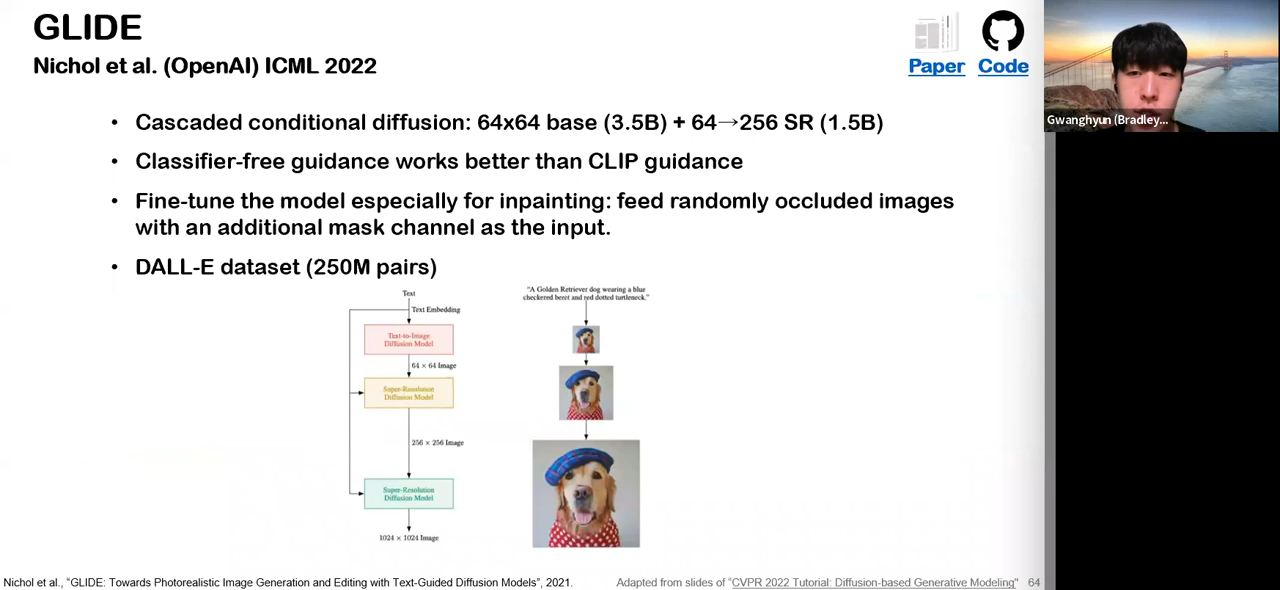 GLIDE
Nichol et al. (OpenAI) ICML 2022
Paper
Code
Gwanghyun (Bradley...
• Cascaded conditional diffusion: 64x64 base (3.5B) + 64→256 SR (1.5B)
• Classifier-free guidance works better than CLIP guidance
• Fine-tune the model especially for inpainting: feed randomly occluded images
with an additional mask channel as the input.
• DALL-E dataset (250M pairs)
Text
Text Embedding
Text-to-Image
Diffusion Model
64 × 64 Image
Super-Resolution
Diffusion Model
256 × 256 Image
Super-Resolution
Diffusion Model
1024 × 1024 Image
"A Golden Retriever dog wearing a blue
checkered beret and red dotted turtleneck."
Nichol et al., “GLIDE: Towards Photorealistic Image Generation and Editing with Text-Guided Diffusion Models”, 2021.
Adapted from slides of “CVPR 2022 Tutorial: Diffusion-based Generative Modeling”
64